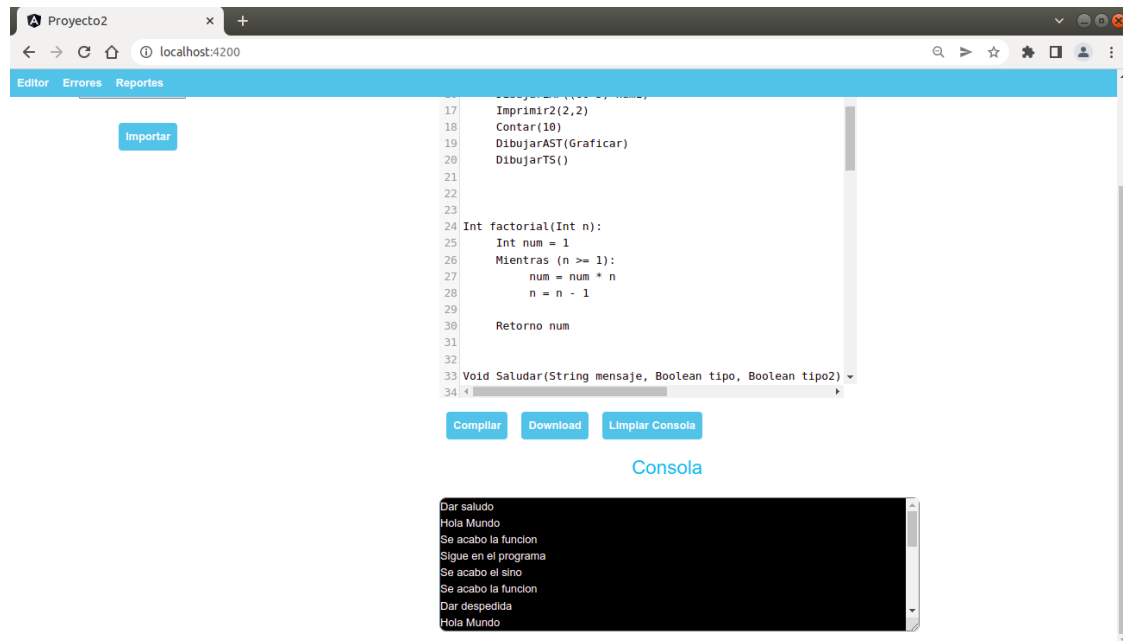 Proyecto2
localhost:4200
Editor Errores Reportes
Importar
17 Imprimir2(2,2)
18 Contar(10)
19 DibujarAST(Graficar)
20 DibujarTS()
21
22
23
24 Int factorial(Int n):
25 Int num = 1
26 Mientras (n >= 1):
27 num = num * n
28 n = n - 1
29
30 Retorno num
31
32
33 Void Saludar(String mensaje, Boolean tipo, Boolean tipo2)
34
Compilar Download Limpiar Consola
Consola
Dar saludo
Hola Mundo
Se acabo la funcion
Sigue en el programa
Se acabo el sino
Se acabo la funcion
Dar despedida
Hola Mundo